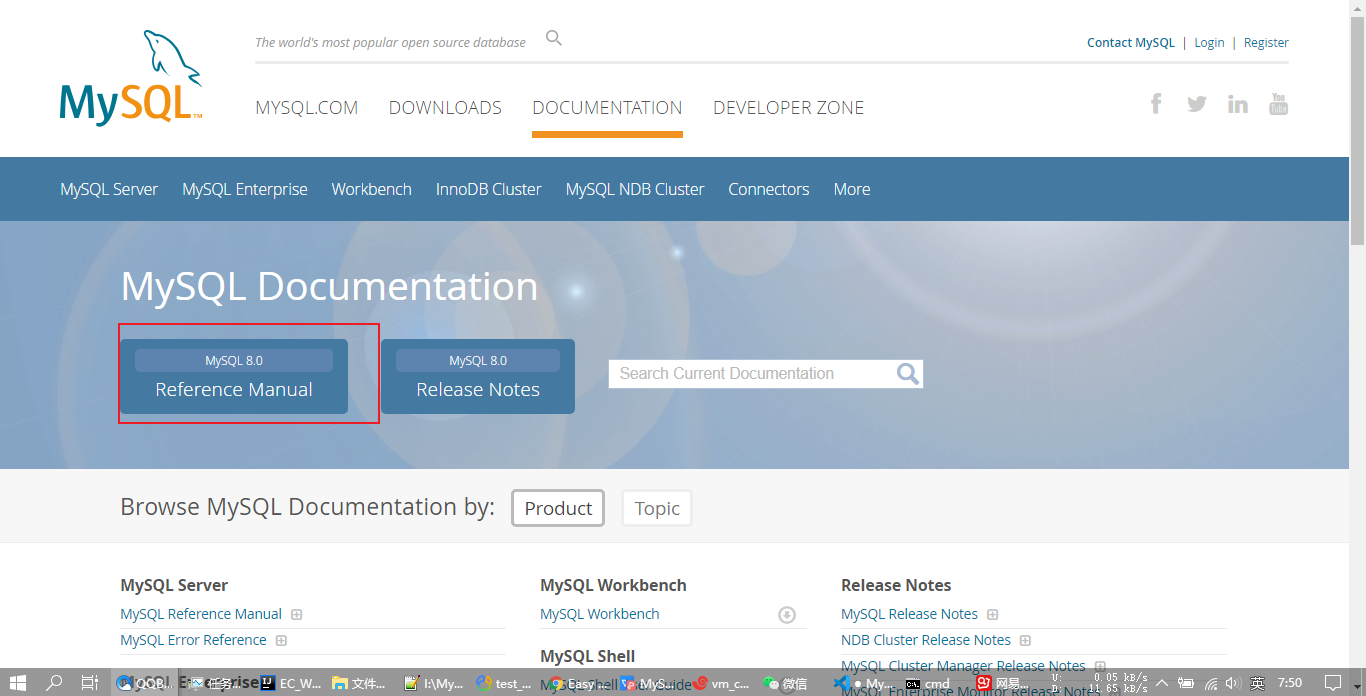 The world's most popular open source database
Contact MySQL | Login | Register
MySQL™
MYSQL.COM DOWNLOADS DOCUMENTATION DEVELOPER ZONE
You Tube
MySQL Server MySQL Enterprise Workbench InnoDB Cluster MySQL NDB Cluster Connectors More
MySQL Documentation
MySQL 8.0
Reference Manual
MySQL 8.0
Release Notes
Search Current Documentation
Browse MySQL Documentation by: Product Topic
MySQL Server
MySQL Reference Manual
MySQL Error Reference
MySQL Workbench
MySQL Workbench
MySQL Shell
Release Notes
MySQL Release Notes
NDB Cluster Release Notes
MySQL Cluster Manager Release Notes
MySQL Enterprise Monitor Release Notes
QQB... 任务... EC_W... 文件... I:\My... test_... Easy ... MyS... vm_c... 微信 ● My... cmd 网易... U: 0.05 kB/s D: 11.65 kB/s 英 7:50